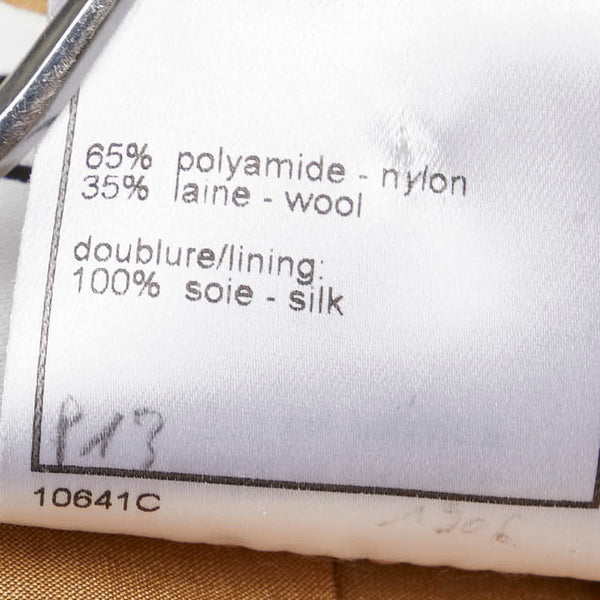 65% polyamide - nylon
35% laine - wool
doublure/lining:
100% soie - silk
P13
10641C